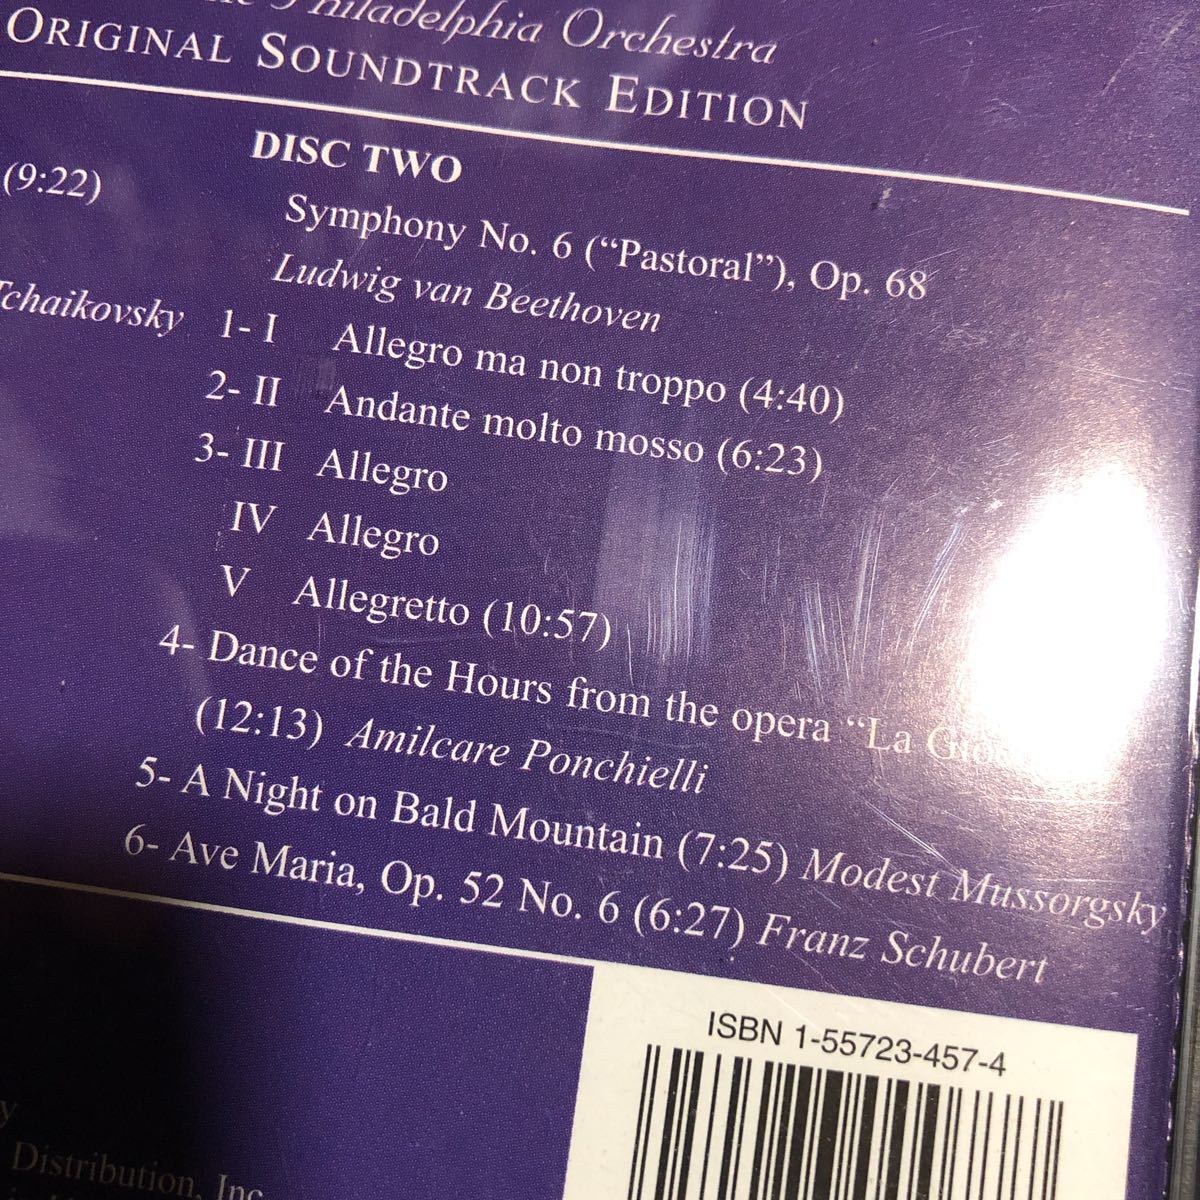 Philadelphia Orchestra
ORIGINAL SOUNDTRACK EDITION
(9:22)
Tchaikovsky
DISC TWO
Symphony No. 6 (“Pastoral”), Op. 68
Ludwig van Beethoven
1- I Allegro ma non troppo (4:40)
2- II Andante molto mosso (6:23)
3- III Allegro
IV Allegro
V Allegretto (10:57)
4- Dance of the Hours from the opera “La
(12:13) Amilcare Ponchielli
5- A Night on Bald Mountain (7:25) Modest Mussorgsky
6- Ave Maria, Op. 52 No. 6 (6:27) Franz Schubert
ISBN 1-55723-457-4
Distribution, Inc